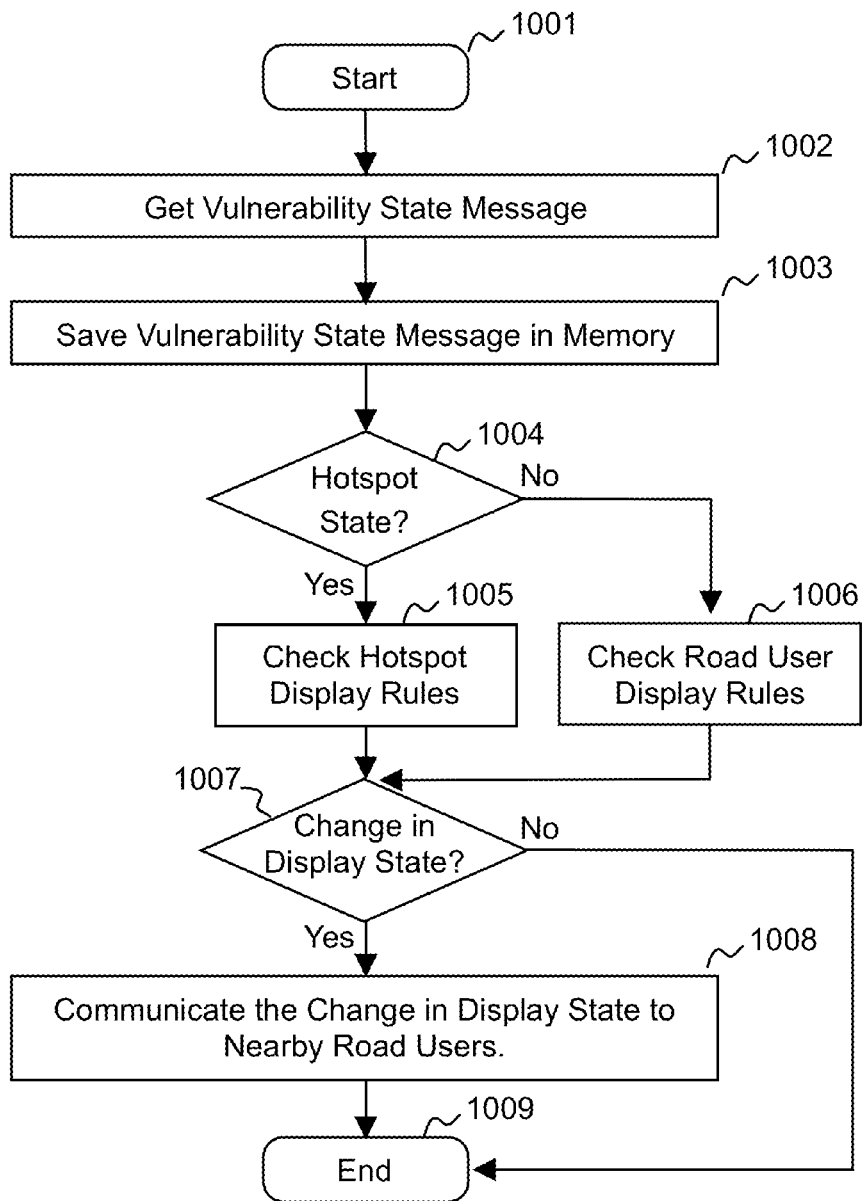 1001
Start
1002
Get Vulnerability State Message
1003
Save Vulnerability State Message in Memory
1004
Hotspot
State?
No
Yes
1005
Check Hotspot
Display Rules
1006
Check Road User
Display Rules
1007
Change in
Display State?
No
Yes
1008
Communicate the Change in Display State to
Nearby Road Users.
1009
End